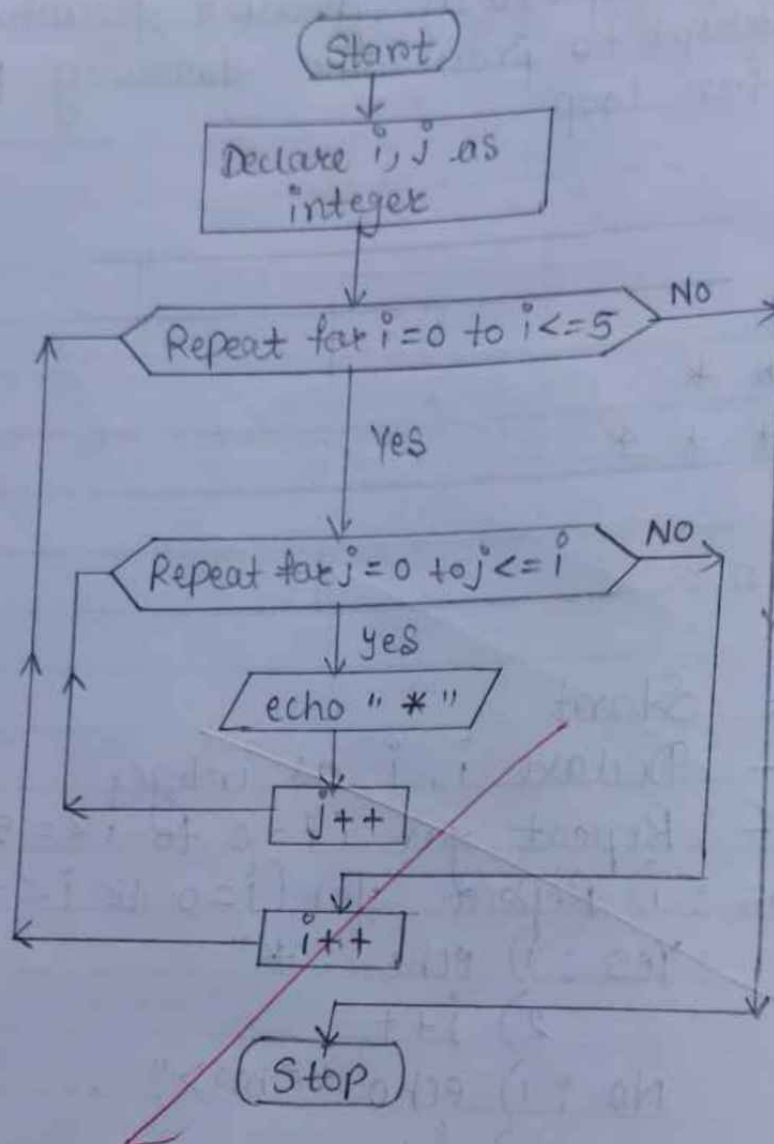 Start
Declare i, j as
integer
Repeat for i=0 to i<=5
NO
Yes
Repeat for j=0 to j<=i
NO
yes
echo "*"
j++
i++
Stop